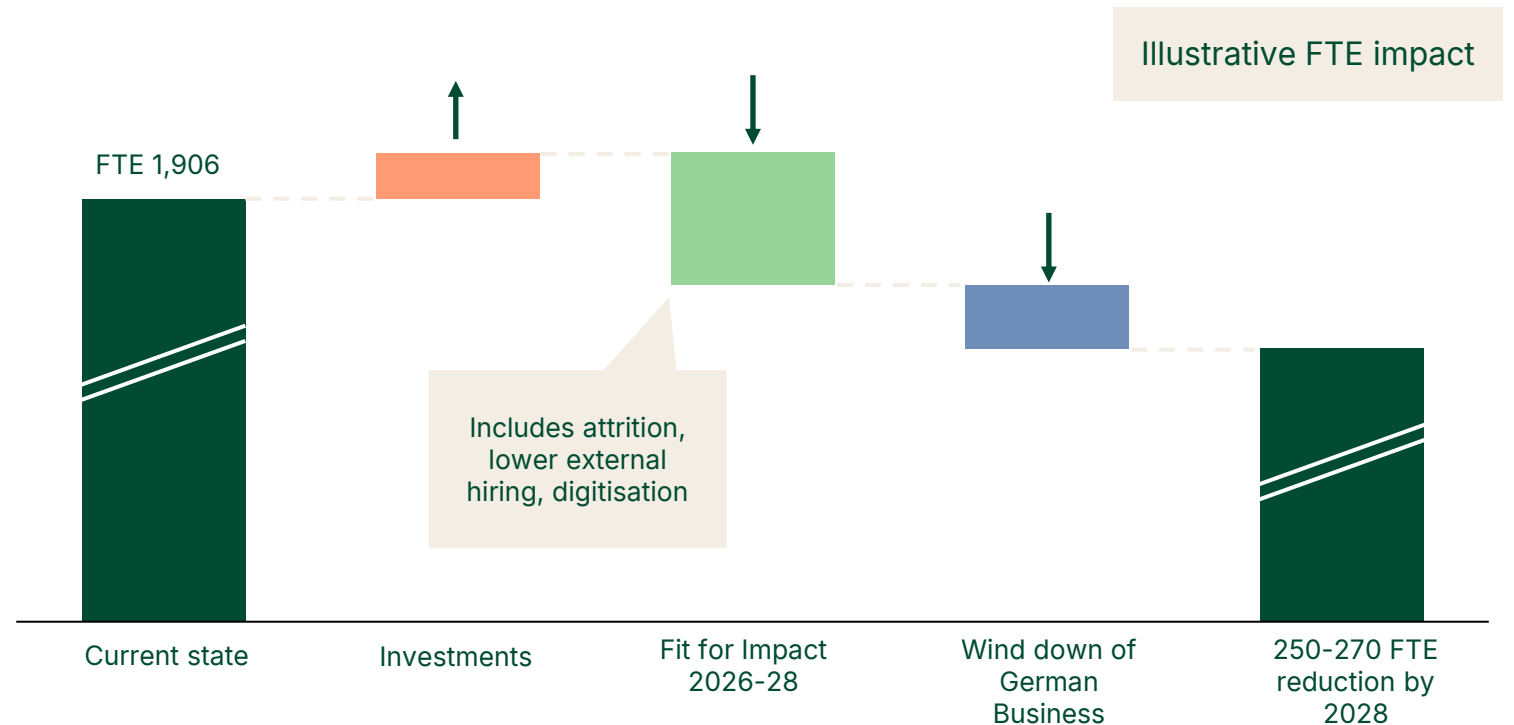 Illustrative FTE impact
FTE 1,906
Includes attrition,
lower external
hiring, digitisation
Current state
Investments
Fit for Impact
2026-28
Wind down of
German
Business
250-270 FTE
reduction by
2028